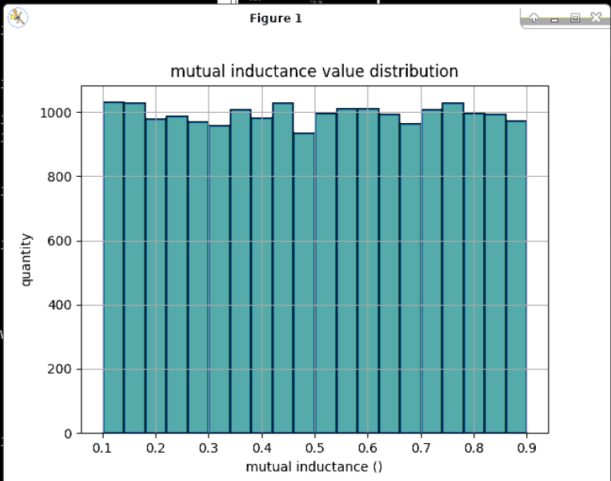 Figure 1
mutual inductance value distribution
1000
800
600
400
200
0
quantity
0.1 0.2 0.3 0.4 0.5 0.6 0.7 0.8 0.9
mutual inductance ()